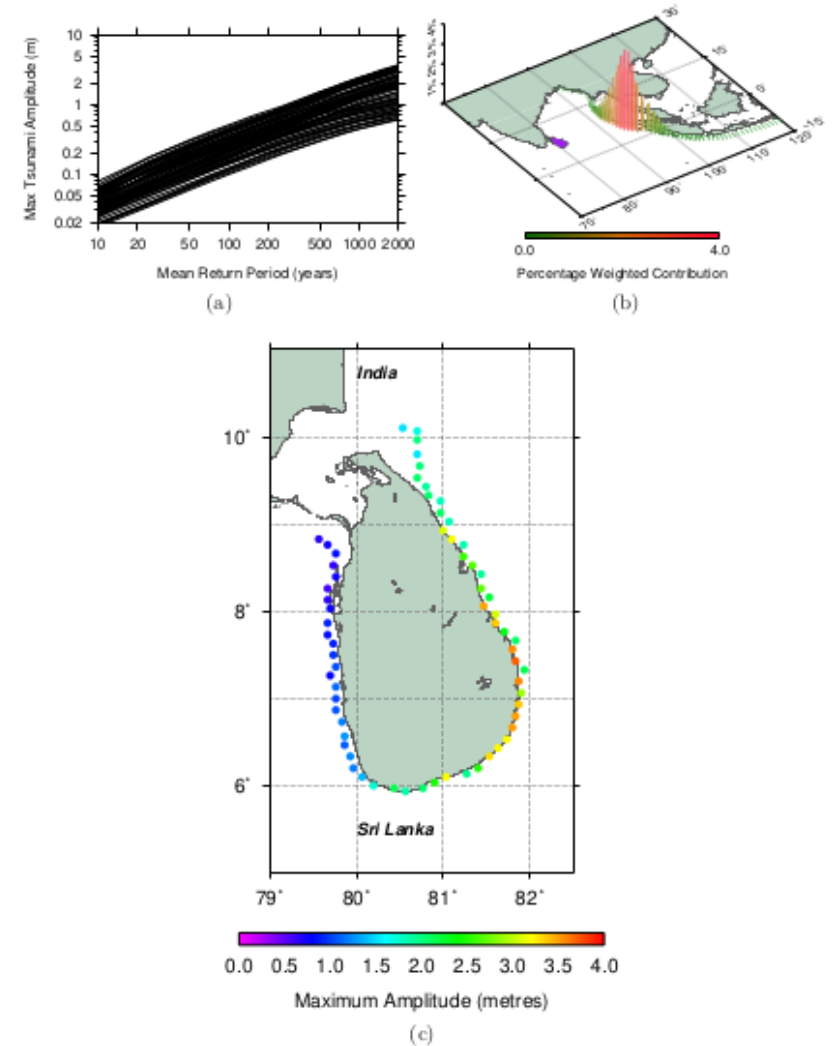 10
5
2
1
0.5
0.2
0.1
0.05
0.02
Max Tsunami Amplitude (m)
10 20 50 100 200 500 1000 2000
Mean Return Period (years)
(a)
1% 2% 3% 4%
30°
15°
0°
-15°
70° 80° 90° 100 110 120
0.0 4.0
Percentage Weighted Contribution
(b)
India
10°
8°
6°
Sri Lanka
79° 80° 81° 82°
0.0 0.5 1.0 1.5 2.0 2.5 3.0 3.5 4.0
Maximum Amplitude (metres)
(c)